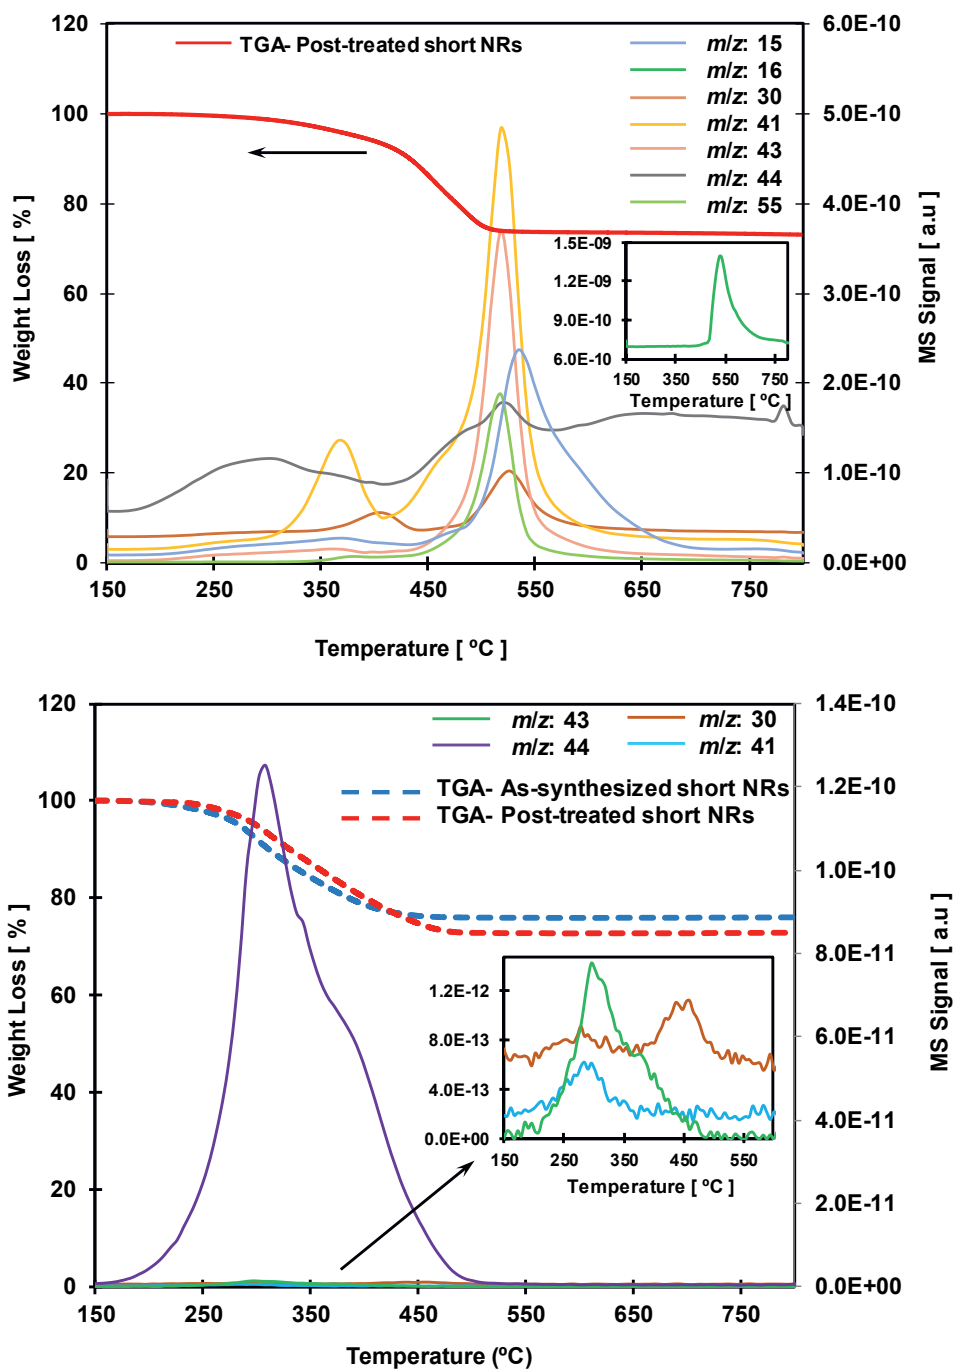 120
100
80
60
40
20
0
Weight Loss [ % ]
TGA- Post-treated short NRs
m/z: 15
m/z: 16
m/z: 30
m/z: 41
m/z: 43
m/z: 44
m/z: 55
6.0E-10
5.0E-10
4.0E-10
3.0E-10
2.0E-10
1.0E-10
0.0E+00
MS Signal [ a.u ]
1.5E-09
1.2E-09
9.0E-10
6.0E-10
150 350 550 750
Temperature [ ºC ]
150 250 350 450 550 650 750
Temperature [ ºC ]
120
100
80
60
40
20
0
Weight Loss [ % ]
m/z: 43 m/z: 30
m/z: 44 m/z: 41
TGA- As-synthesized short NRs
TGA- Post-treated short NRs
1.4E-10
1.2E-10
1.0E-10
8.0E-11
6.0E-11
4.0E-11
2.0E-11
0.0E+00
MS Signal [ a.u ]
1.2E-12
8.0E-13
4.0E-13
0.0E+00
150 250 350 450 550
Temperature [ ºC ]
150 250 350 450 550 650 750
Temperature (ºC)